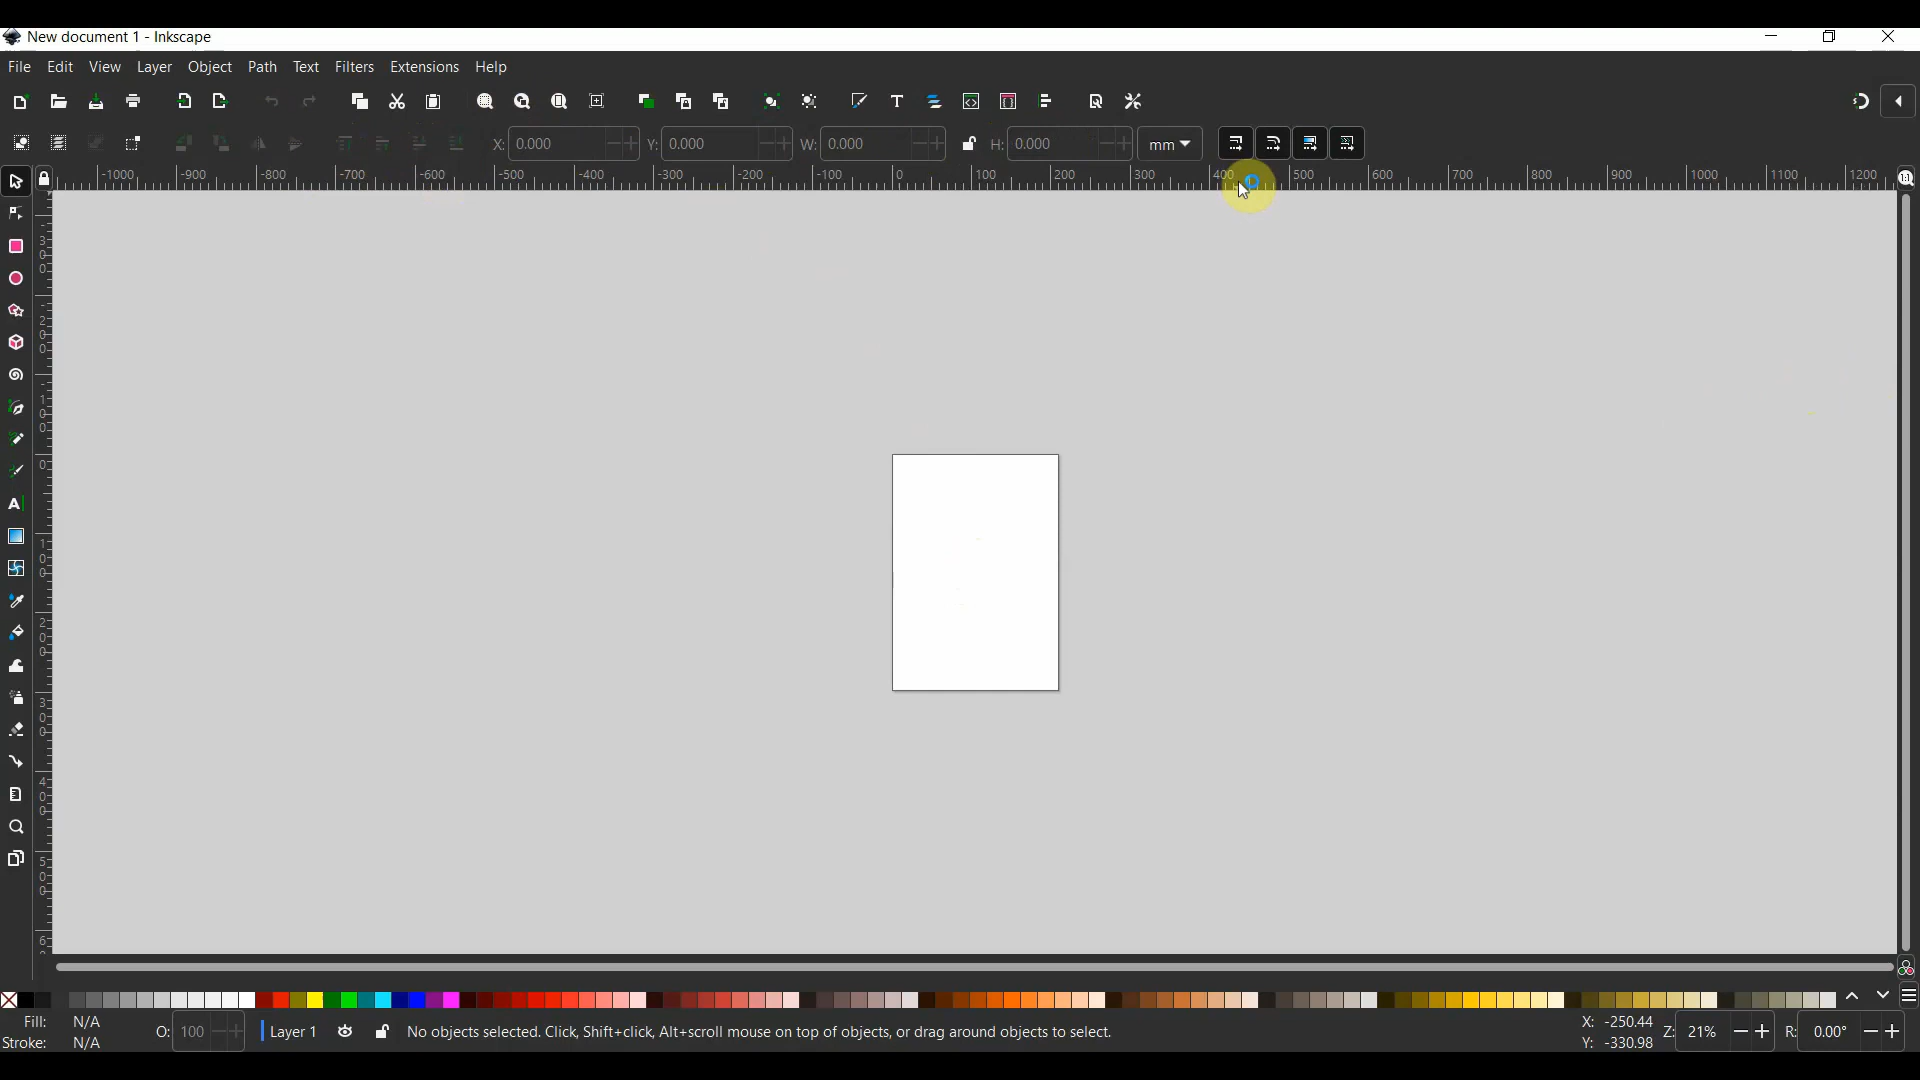 New document 1 - Inkscape
File Edit View Layer Object Path Text Filters Extensions Help
X: 0.000 Y: 0.000 W: 0.000 H: 0.000 mm
-1000 -900 -800 -700 -600 -500 -400 -300 -200 -100 0 100 200 300 400 500 600 700 800 900 1000 1100 1200
Fill: N/A
Stroke: N/A
O: 100
Layer 1
No objects selected. Click, Shift+click, Alt+scroll mouse on top of objects, or drag around objects to select.
X: -250.44
Y: -330.98
Z: 21%
R: 0.00°